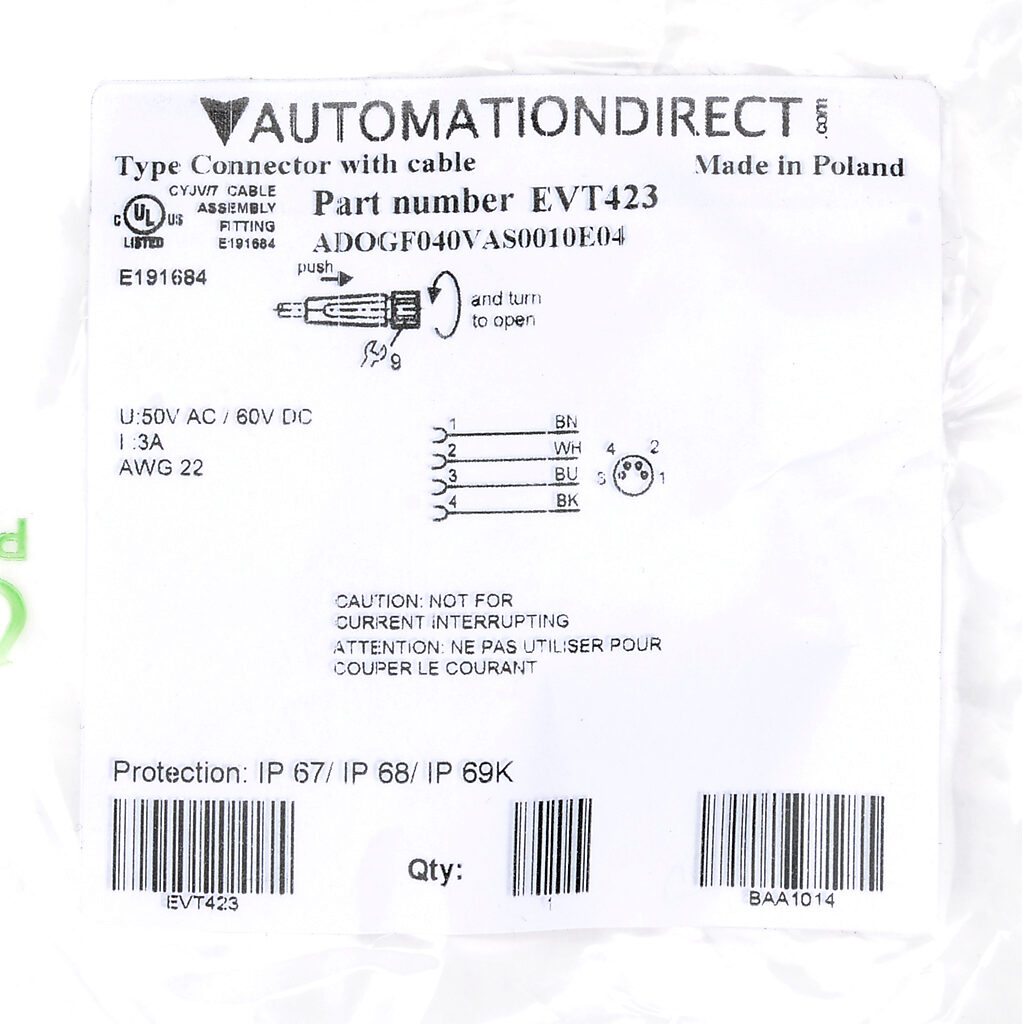 AUTOMATIONDIRECT.com
Type Connector with cable
Made in Poland
C UL US
LISTED
CYJV/7 CABLE
ASSEMBLY
FITTING
E191684
Part number EVT423
ADOGF040VAS0010E04
E191684
push
and turn
to open
9
U:50V AC / 60V DC
I :3A
AWG 22
1 BN
2 WH
3 BU
4 BK
4 2
3 1
CAUTION: NOT FOR
CURRENT INTERRUPTING
ATTENTION: NE PAS UTILISER POUR
COUPER LE COURANT
Protection: IP 67/ IP 68/ IP 69K
EVT423
Qty:
1
BAA1014